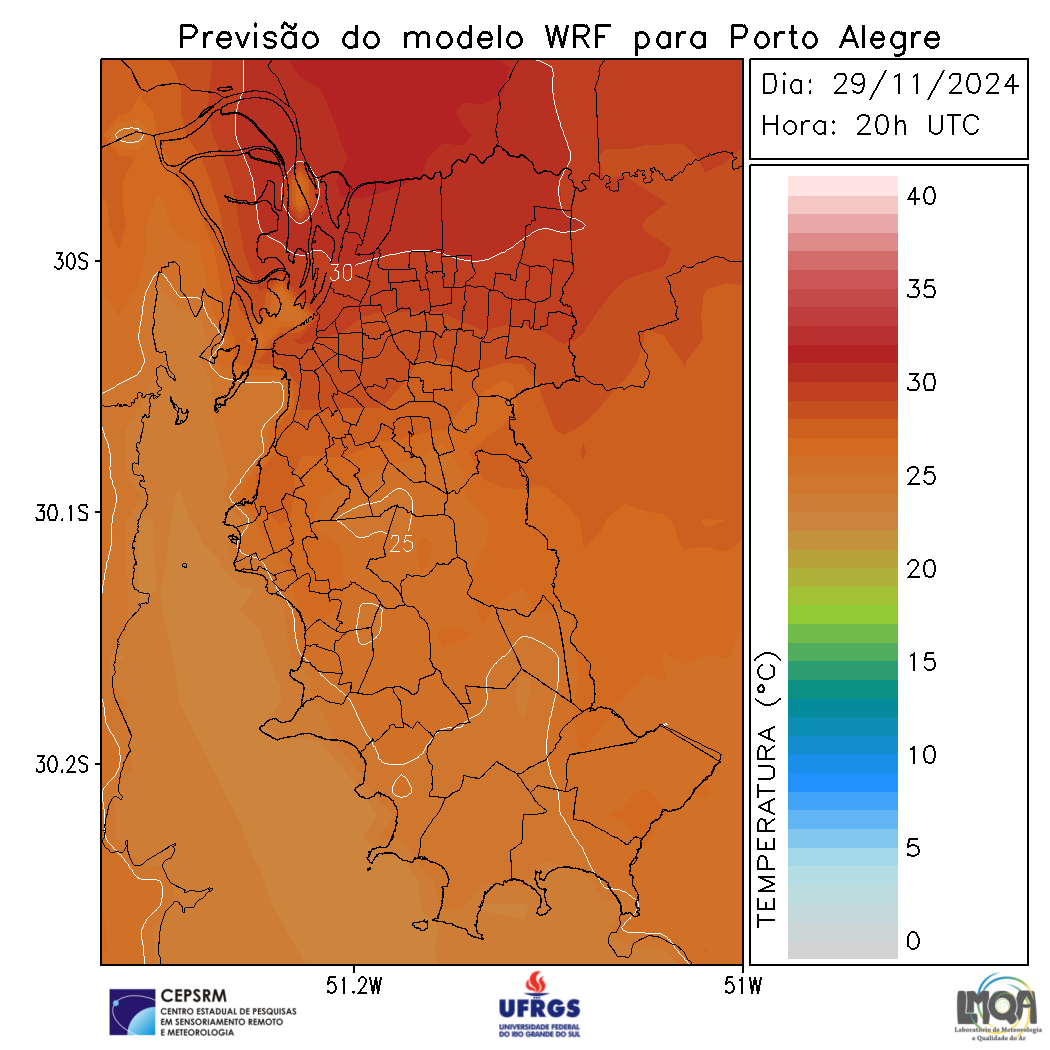 Previsão do modelo WRF para Porto Alegre
Dia: 29/11/2024
Hora: 20h UTC
40
35
30
25
20
15
10
5
0
TEMPERATURA (°C)
30S
30.1S
30.2S
30
25
51.2W
51W
CEPSRM
CENTRO ESTADUAL DE PESQUISAS
EM SENSORIAMENTO REMOTO
E METEOROLOGIA
UFRGS
UNIVERSIDADE FEDERAL
DO RIO GRANDE DO SUL
LMQA
Laboratório de Meteorologia
e Qualidade do Ar